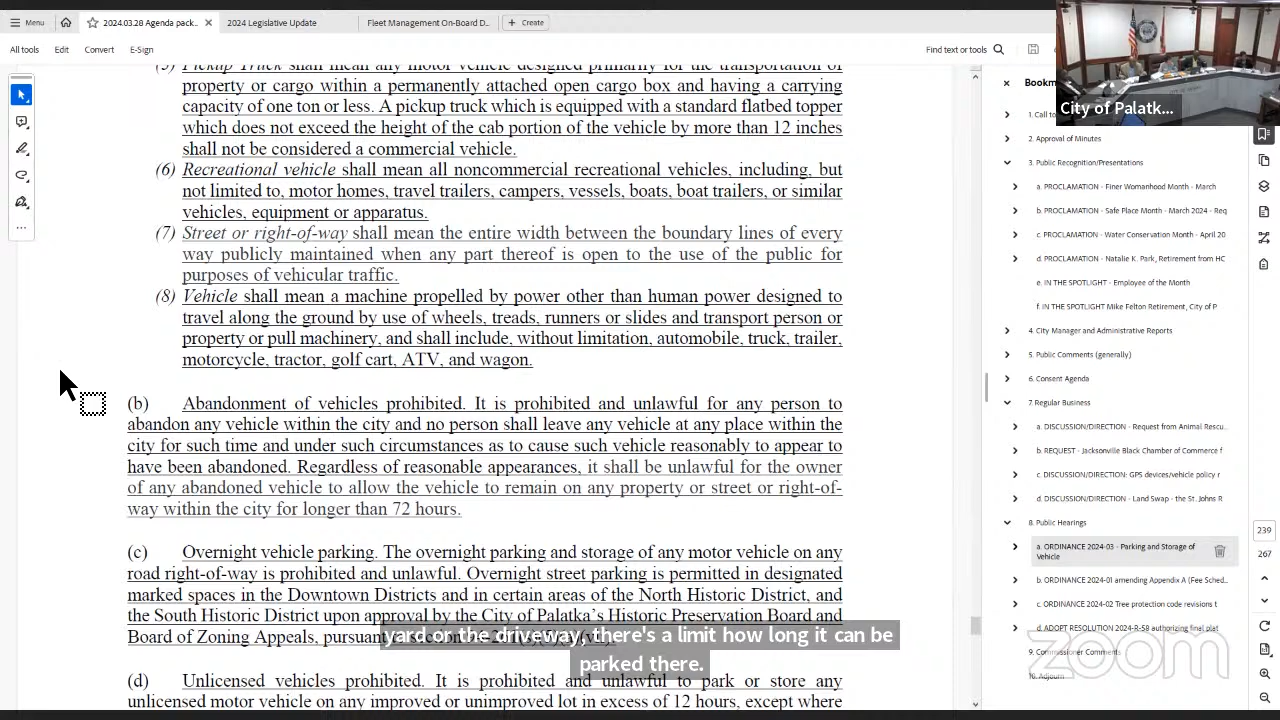 Menu
2024.03.28 Agenda pack...
2024 Legislative Update
Fleet Management On-Board D...
Create
All tools
Edit
Convert
E-Sign
Find text or tools
(5) Pickup Truck shall mean any motor vehicle designed primarily for the transportation of
property or cargo within a permanently attached open cargo box and having a carrying
capacity of one ton or less. A pickup truck which is equipped with a standard flatbed topper
which does not exceed the height of the cab portion of the vehicle by more than 12 inches
shall not be considered a commercial vehicle.
(6) Recreational vehicle shall mean all noncommercial recreational vehicles, including, but
not limited to, motor homes, travel trailers, campers, vessels, boats, boat trailers, or similar
vehicles, equipment or apparatus.
(7) Street or right-of-way shall mean the entire width between the boundary lines of every
way publicly maintained when any part thereof is open to the use of the public for
purposes of vehicular traffic.
(8) Vehicle shall mean a machine propelled by power other than human power designed to
travel along the ground by use of wheels, treads, runners or slides and transport person or
property or pull machinery, and shall include, without limitation, automobile, truck, trailer,
motorcycle, tractor, golf cart, ATV, and wagon.
(b) Abandonment of vehicles prohibited. It is prohibited and unlawful for any person to
abandon any vehicle within the city and no person shall leave any vehicle at any place within the
city for such time and under such circumstances as to cause such vehicle reasonably to appear to
have been abandoned. Regardless of reasonable appearances, it shall be unlawful for the owner
of any abandoned vehicle to allow the vehicle to remain on any property or street or right-of-
way within the city for longer than 72 hours.
(c) Overnight vehicle parking. The overnight parking and storage of any motor vehicle on any
road right-of-way is prohibited and unlawful. Overnight street parking is permitted in designated
marked spaces in the Downtown Districts and in certain areas of the North Historic District, and
the South Historic District upon approval by the City of Palatka's Historic Preservation Board and
Board of Zoning Appeals, pursuant
(d) Unlicensed vehicles prohibited. It is prohibited and unlawful to park or store any
unlicensed motor vehicle on any improved or unimproved lot in excess of 12 hours, except where
yard on the driveway, there's a limit how long it can be
parked there.
City of Palatk...
Bookm
1. Call to
2. Approval of Minutes
3. Public Recognition/Presentations
a. PROCLAMATION - Finer Womanhood Month - March
b. PROCLAMATION - Safe Place Month - March 2024 - Req
c. PROCLAMATION - Water Conservation Month - April 20
d. PROCLAMATION - Natalie K. Park, Retirement from HC
e. IN THE SPOTLIGHT - Employee of the Month
f. IN THE SPOTLIGHT Mike Felton Retirement, City of P
4. City Manager and Administrative Reports
5. Public Comments (generally)
6. Consent Agenda
7. Regular Business
a. DISCUSSION/DIRECTION - Request from Animal Rescu...
b. REQUEST - Jacksonville Black Chamber of Commerce f
c. DISCUSSION/DIRECTION: GPS devices/vehicle policy r
d. DISCUSSION/DIRECTION - Land Swap - the St. Johns R
8. Public Hearings
a. ORDINANCE 2024-03 - Parking and Storage of
Vehicle
b. ORDINANCE 2024-01 amending Appendix A (Fee Sched...
c. ORDINANCE 2024-02 Tree protection code revisions t
d. ADOPT RESOLUTION 2024-R-58 authorizing final plat
9. Commissioner Comments
10. Adjourn
239
267
zoom